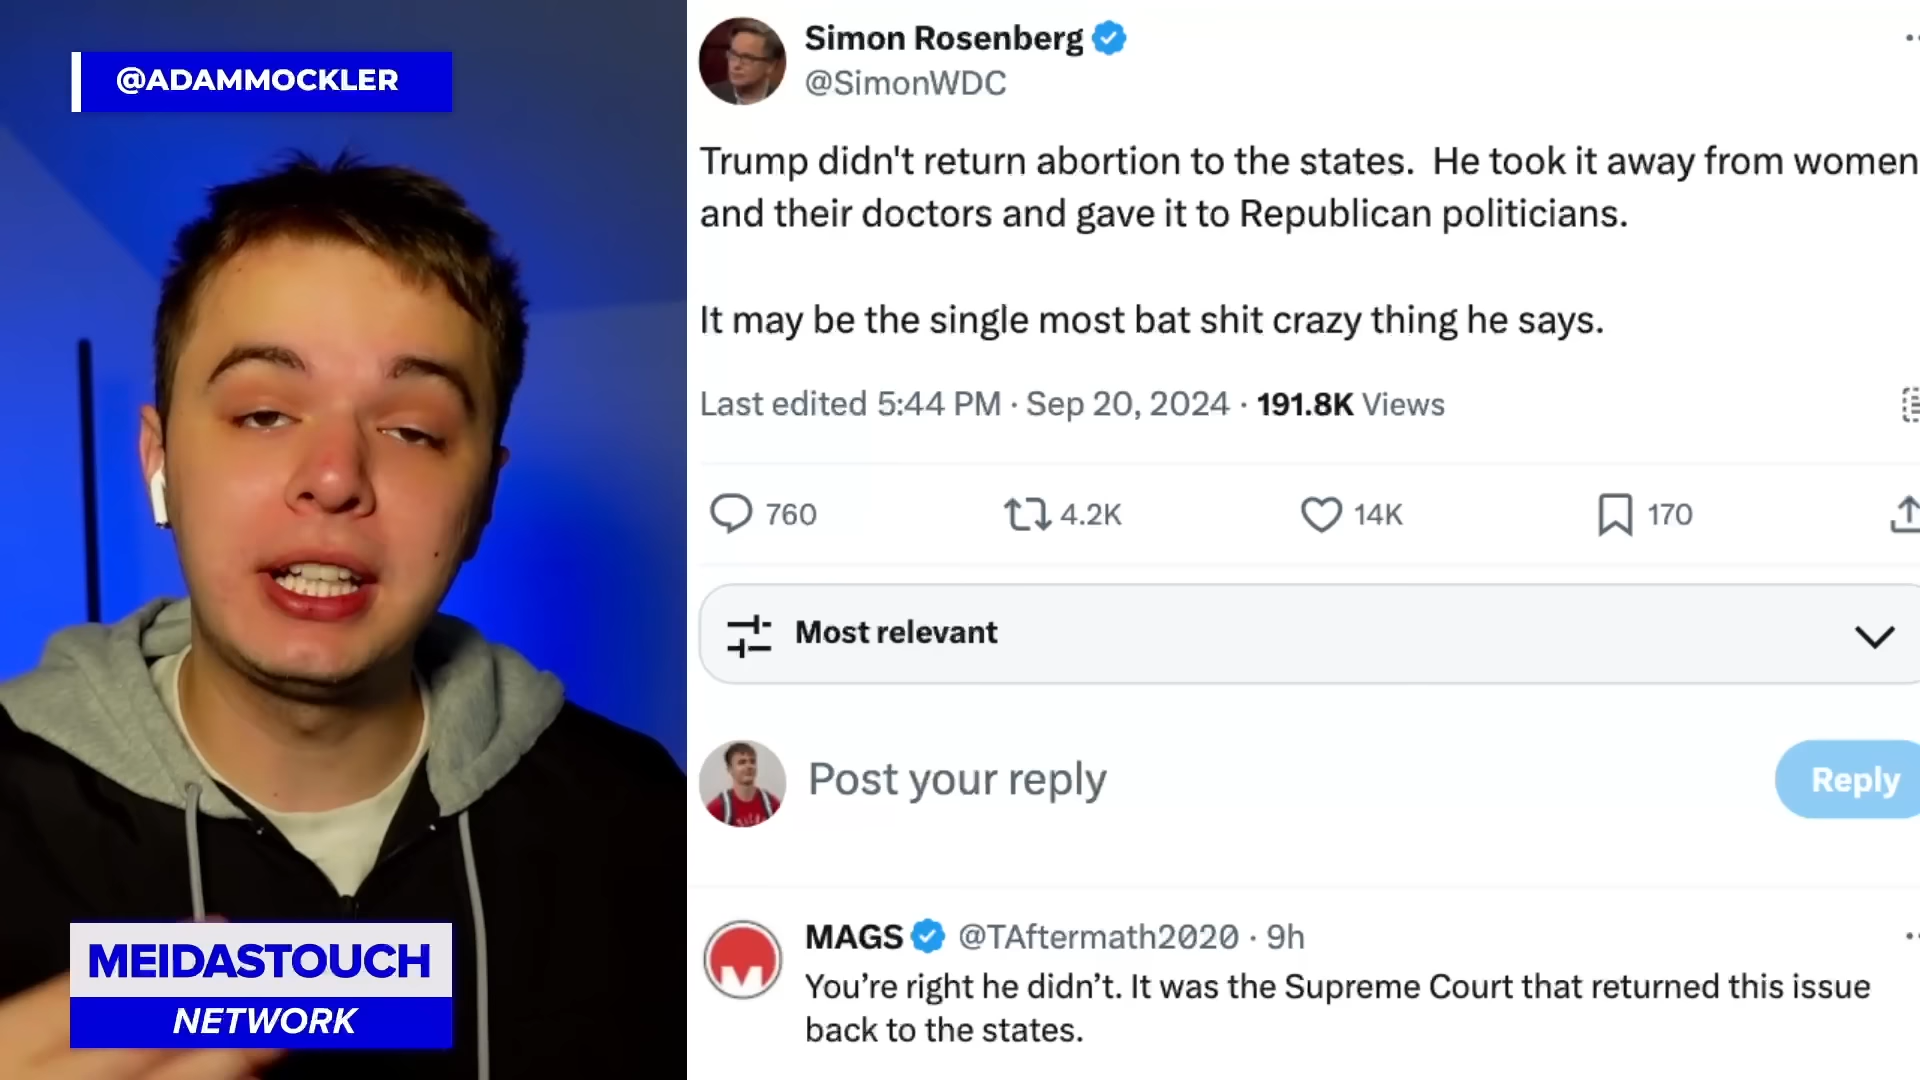 @ADAMMOCKLER
MEIDASTOUCH
NETWORK
Simon Rosenberg
@SimonWDC
Trump didn't return abortion to the states.  He took it away from women
and their doctors and gave it to Republican politicians.
It may be the single most bat shit crazy thing he says.
Last edited 5:44 PM · Sep 20, 2024 · 191.8K Views
760 4.2K 14K 170
Most relevant
Post your reply
Reply
MAGS @TAftermath2020 · 9h
You’re right he didn’t. It was the Supreme Court that returned this issue
back to the states.